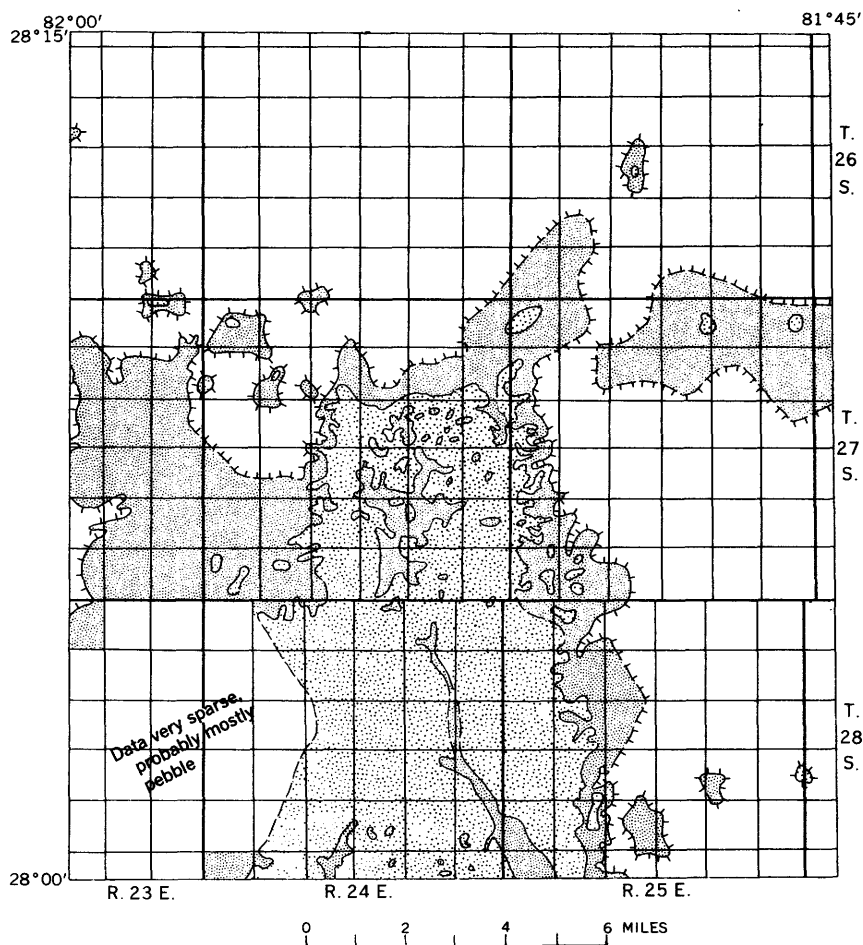 82°00'
81°45'
28°15'
T.
26
S.
T.
27
S.
Data very sparse,
probably mostly
pebble
T.
28
S.
28°00'
R. 23 E.
R. 24 E.
R. 25 E.
0 2 4 6 MILES